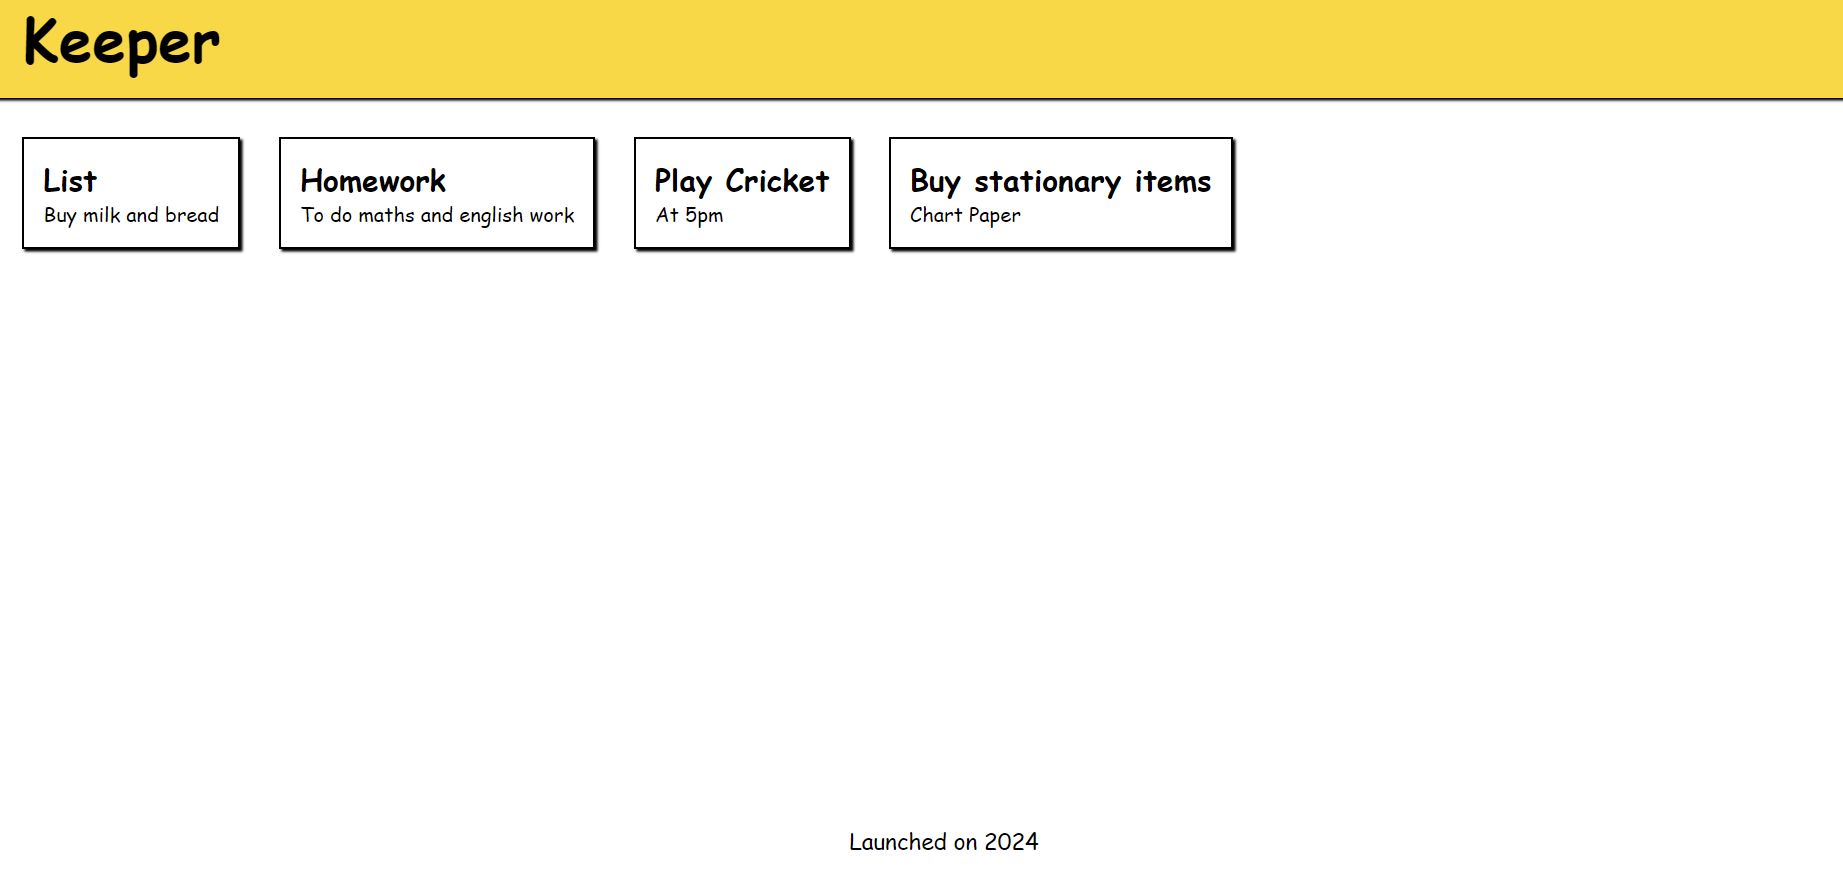 Keeper
List
Buy milk and bread
Homework
To do maths and english work
Play Cricket
At 5pm
Buy stationary items
Chart Paper
Launched on 2024